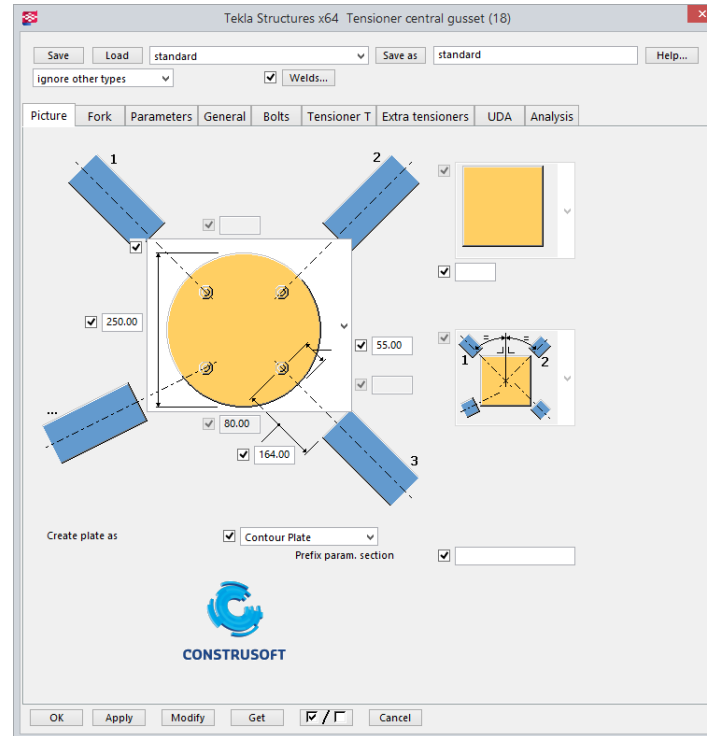 Tekla Structures x64 Tensioner central gusset (18)
Save Load standard Save as standard Help...
ignore other types Welds...
Picture Fork Parameters General Bolts Tensioner T Extra tensioners UDA Analysis
1 2
250.00
55.00
1 2
...
80.00
164.00
3
Create plate as Contour Plate
Prefix param. section
CONSTRUSOFT
OK Apply Modify Get / Cancel